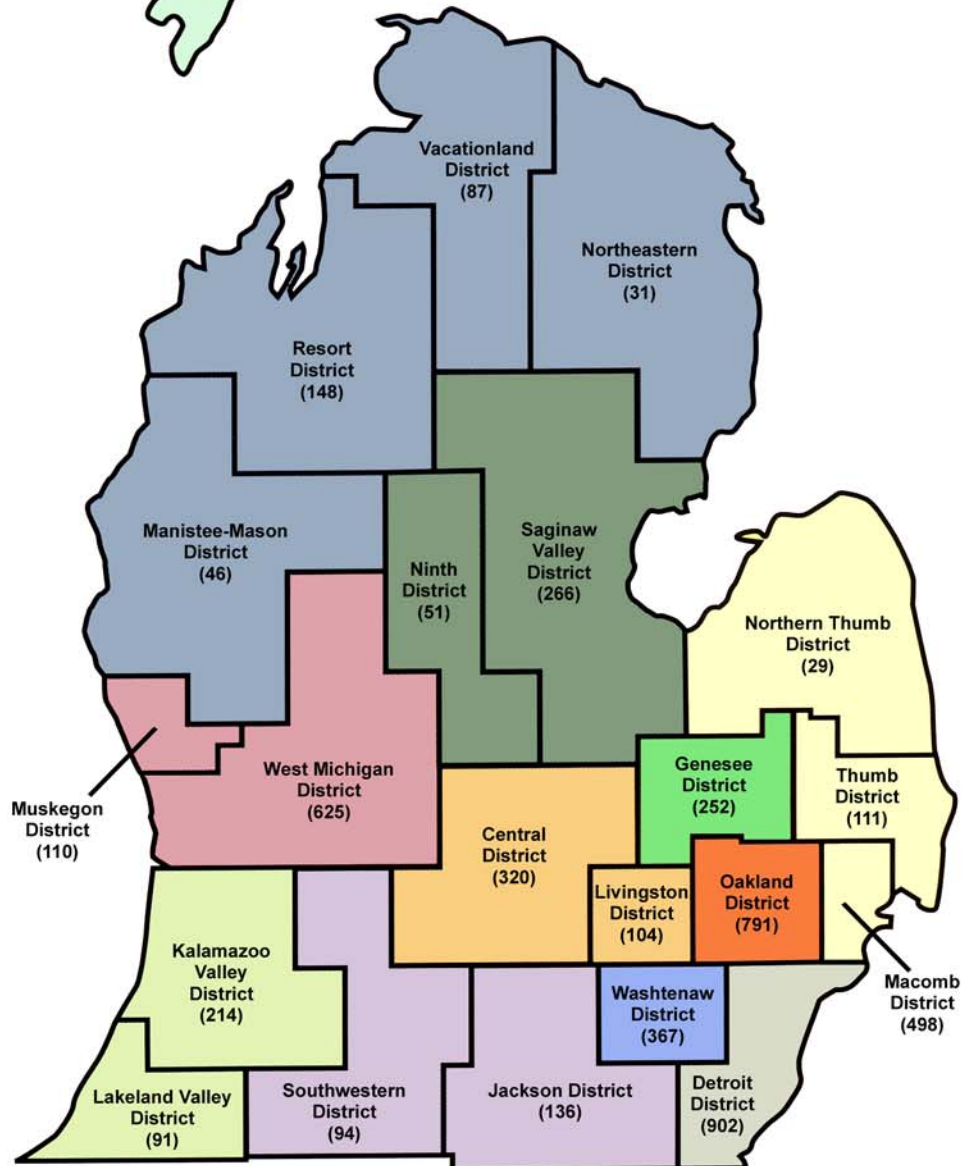 Vacationland
District
(87)
Northeastern
District
(31)
Resort
District
(148)
Manistee-Mason
District
(46)
Ninth
District
(51)
Saginaw
Valley
District
(266)
Northern Thumb
District
(29)
Muskegon
District
(110)
West Michigan
District
(625)
Genesee
District
(252)
Thumb
District
(111)
Central
District
(320)
Livingston
District
(104)
Oakland
District
(791)
Macomb
District
(498)
Kalamazoo
Valley
District
(214)
Washtenaw
District
(367)
Lakeland Valley
District
(91)
Southwestern
District
(94)
Jackson District
(136)
Detroit
District
(902)